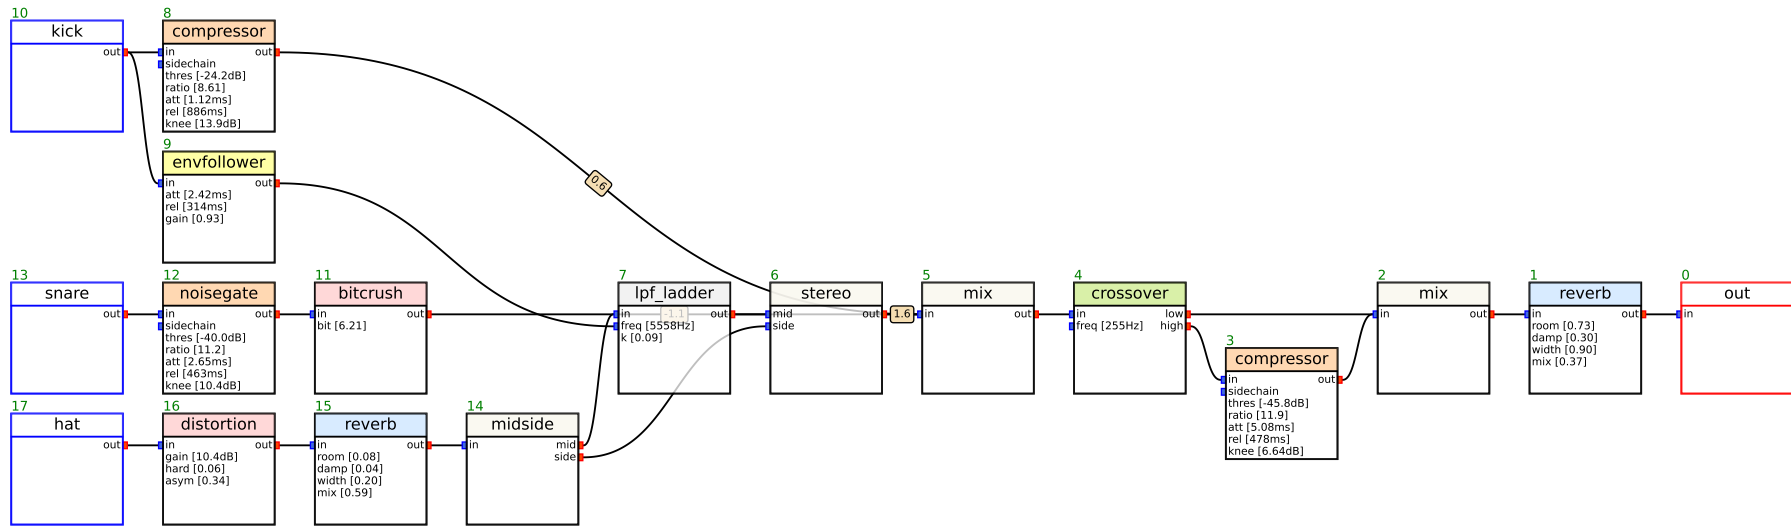 10
kick
out
8
compressor
in out
sidechain
thres [-24.2dB]
ratio [8.61]
att [1.12ms]
rel [886ms]
knee [13.9dB]
9
envfollower
in out
att [2.42ms]
rel [314ms]
gain [0.93]
0.6
13
snare
out
12
noisegate
in out
sidechain
thres [-40.0dB]
ratio [11.2]
att [2.65ms]
rel [463ms]
knee [10.4dB]
11
bitcrush
in out
bit [6.21]
7
lpf_ladder
in -1.1 out
freq [5558Hz]
k [0.09]
6
stereo
mid out
side
1.6
5
mix
in out
4
crossover
in low
freq [255Hz] high
3
compressor
in out
sidechain
thres [-45.8dB]
ratio [11.9]
att [5.08ms]
rel [478ms]
knee [6.64dB]
2
mix
in out
1
reverb
in out
room [0.73]
damp [0.30]
width [0.90]
mix [0.37]
0
out
in
17
hat
out
16
distortion
in out
gain [10.4dB]
hard [0.06]
asym [0.34]
15
reverb
in out
room [0.08]
damp [0.04]
width [0.20]
mix [0.59]
14
midside
in mid
side